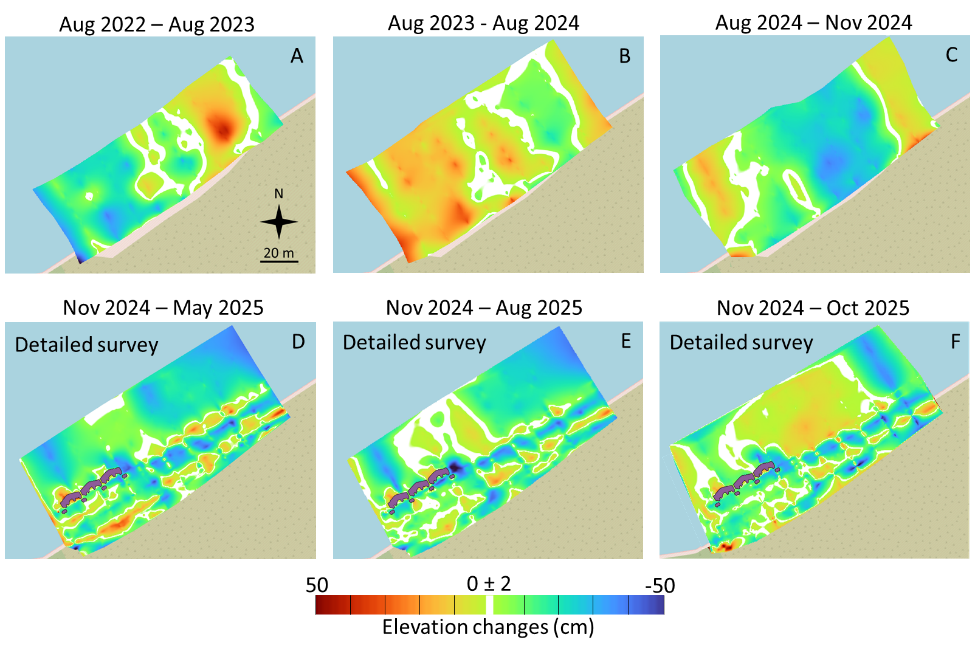 Aug 2022 – Aug 2023
Aug 2023 - Aug 2024
Aug 2024 – Nov 2024
A
B
C
N
20 m
Nov 2024 – May 2025
Nov 2024 – Aug 2025
Nov 2024 – Oct 2025
Detailed survey
D
Detailed survey
E
Detailed survey
F
50
0 ± 2
-50
Elevation changes (cm)